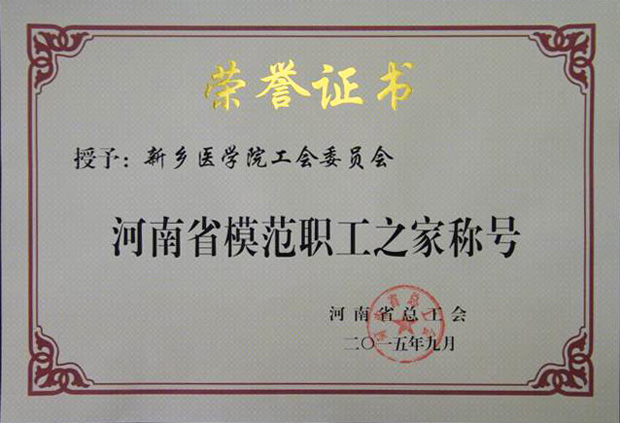 荣誉证书
授予：新乡医学院工会委员会
河南省模范职工之家称号
河南省总工会
二〇一五年九月